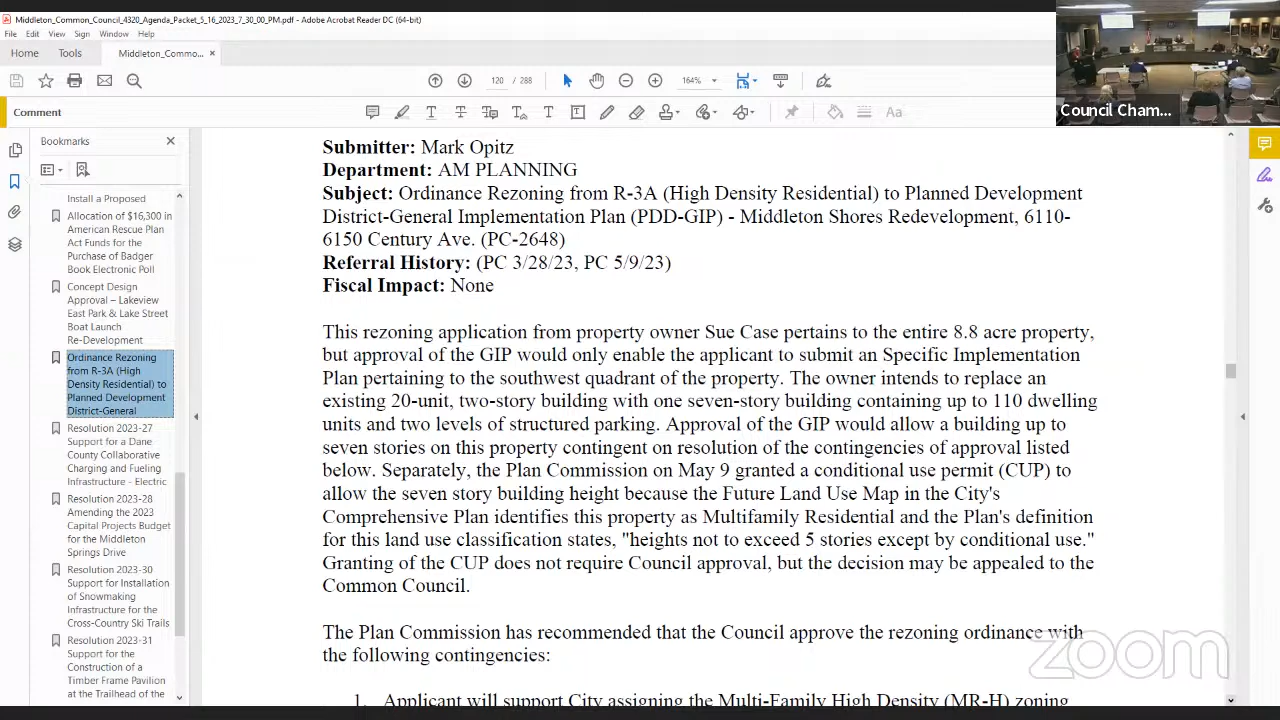 Middleton_Common_Council_4320_Agenda_Packet_5_16_2023_7_30_00_PM.pdf - Adobe Acrobat Reader DC (64-bit)
File Edit View Sign Window Help
Home Tools Middleton_Commo... ×
120 / 288 164%
Comment
Council Cham...
Bookmarks
Install a Proposed
Allocation of $16,300 in
American Rescue Plan
Act Funds for the
Purchase of Badger
Book Electronic Poll
Concept Design
Approval – Lakeview
East Park & Lake Street
Boat Launch
Re-Development
Ordinance Rezoning
from R-3A (High
Density Residential) to
Planned Development
District-General
Resolution 2023-27
Support for a Dane
County Collaborative
Charging and Fueling
Infrastructure - Electric
Resolution 2023-28
Amending the 2023
Capital Projects Budget
for the Middleton
Springs Drive
Resolution 2023-30
Support for Installation
of Snowmaking
Infrastructure for the
Cross-Country Ski Trails
Resolution 2023-31
Support for the
Construction of a
Timber Frame Pavilion
at the Trailhead of the
Submitter: Mark Opitz
Department: AM PLANNING
Subject: Ordinance Rezoning from R-3A (High Density Residential) to Planned Development
District-General Implementation Plan (PDD-GIP) - Middleton Shores Redevelopment, 6110-
6150 Century Ave. (PC-2648)
Referral History: (PC 3/28/23, PC 5/9/23)
Fiscal Impact: None
This rezoning application from property owner Sue Case pertains to the entire 8.8 acre property,
but approval of the GIP would only enable the applicant to submit an Specific Implementation
Plan pertaining to the southwest quadrant of the property. The owner intends to replace an
existing 20-unit, two-story building with one seven-story building containing up to 110 dwelling
units and two levels of structured parking. Approval of the GIP would allow a building up to
seven stories on this property contingent on resolution of the contingencies of approval listed
below. Separately, the Plan Commission on May 9 granted a conditional use permit (CUP) to
allow the seven story building height because the Future Land Use Map in the City's
Comprehensive Plan identifies this property as Multifamily Residential and the Plan's definition
for this land use classification states, "heights not to exceed 5 stories except by conditional use."
Granting of the CUP does not require Council approval, but the decision may be appealed to the
Common Council.
The Plan Commission has recommended that the Council approve the rezoning ordinance with
the following contingencies:
1. Applicant will support City assigning the Multi-Family High Density (MR-H) zoning
zoom